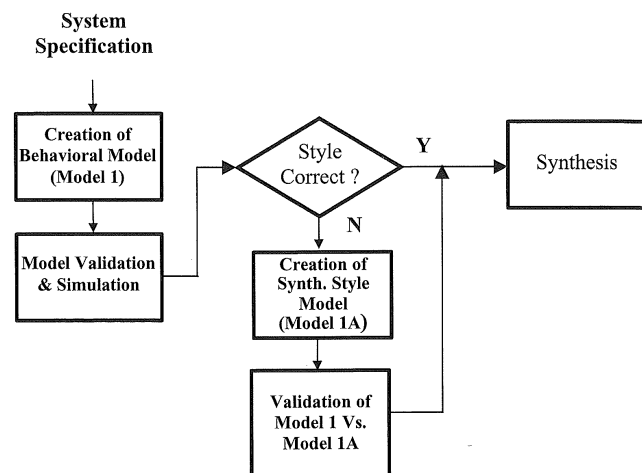 System
Specification
Creation of
Behavioral Model
(Model 1)
Model Validation
& Simulation
Style
Correct ?
Y
N
Creation of
Synth. Style
Model
(Model 1A)
Validation of
Model 1 Vs.
Model 1A
Synthesis